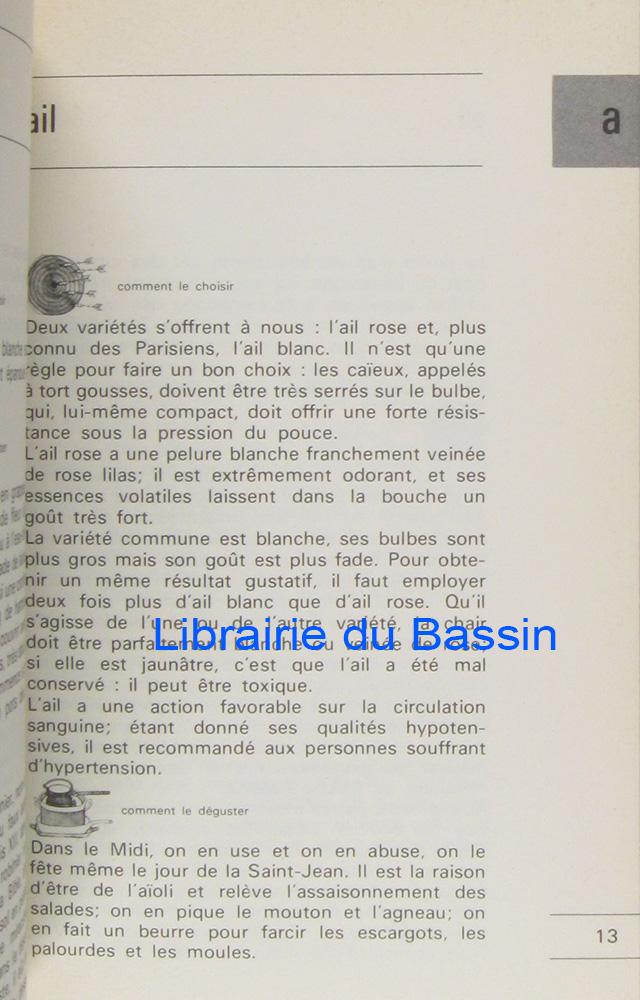 ail
a
comment le choisir
Deux variétés s'offrent à nous : l'ail rose et, plus
connu des Parisiens, l'ail blanc. Il n'est qu'une
règle pour faire un bon choix : les caïeux, appelés
à tort gousses, doivent être très serrés sur le bulbe,
qui, lui-même compact, doit offrir une forte résis-
tance sous la pression du pouce.
L'ail rose a une pelure blanche franchement veinée
de rose lilas; il est extrêmement odorant, et ses
essences volatiles laissent dans la bouche un
goût très fort.
La variété commune est blanche, ses bulbes sont
plus gros mais son goût est plus fade. Pour obte-
nir un même résultat gustatif, il faut employer
deux fois plus d'ail blanc que d'ail rose. Qu'il
s'agisse de l'une ou de l'autre variété, la chair
doit être parfaitement blanche ou veinée de rose;
Librairie du Bassin
si elle est jaunâtre, c'est que l'ail a été mal
conservé : il peut être toxique.
L'ail a une action favorable sur la circulation
sanguine; étant donné ses qualités hypoten-
sives, il est recommandé aux personnes souffrant
d'hypertension.
comment le déguster
Dans le Midi, on en use et on en abuse, on le
fête même le jour de la Saint-Jean. Il est la raison
d'être de l'aïoli et relève l'assaisonnement des
salades; on en pique le mouton et l'agneau; on
en fait un beurre pour farcir les escargots, les
palourdes et les moules.
13